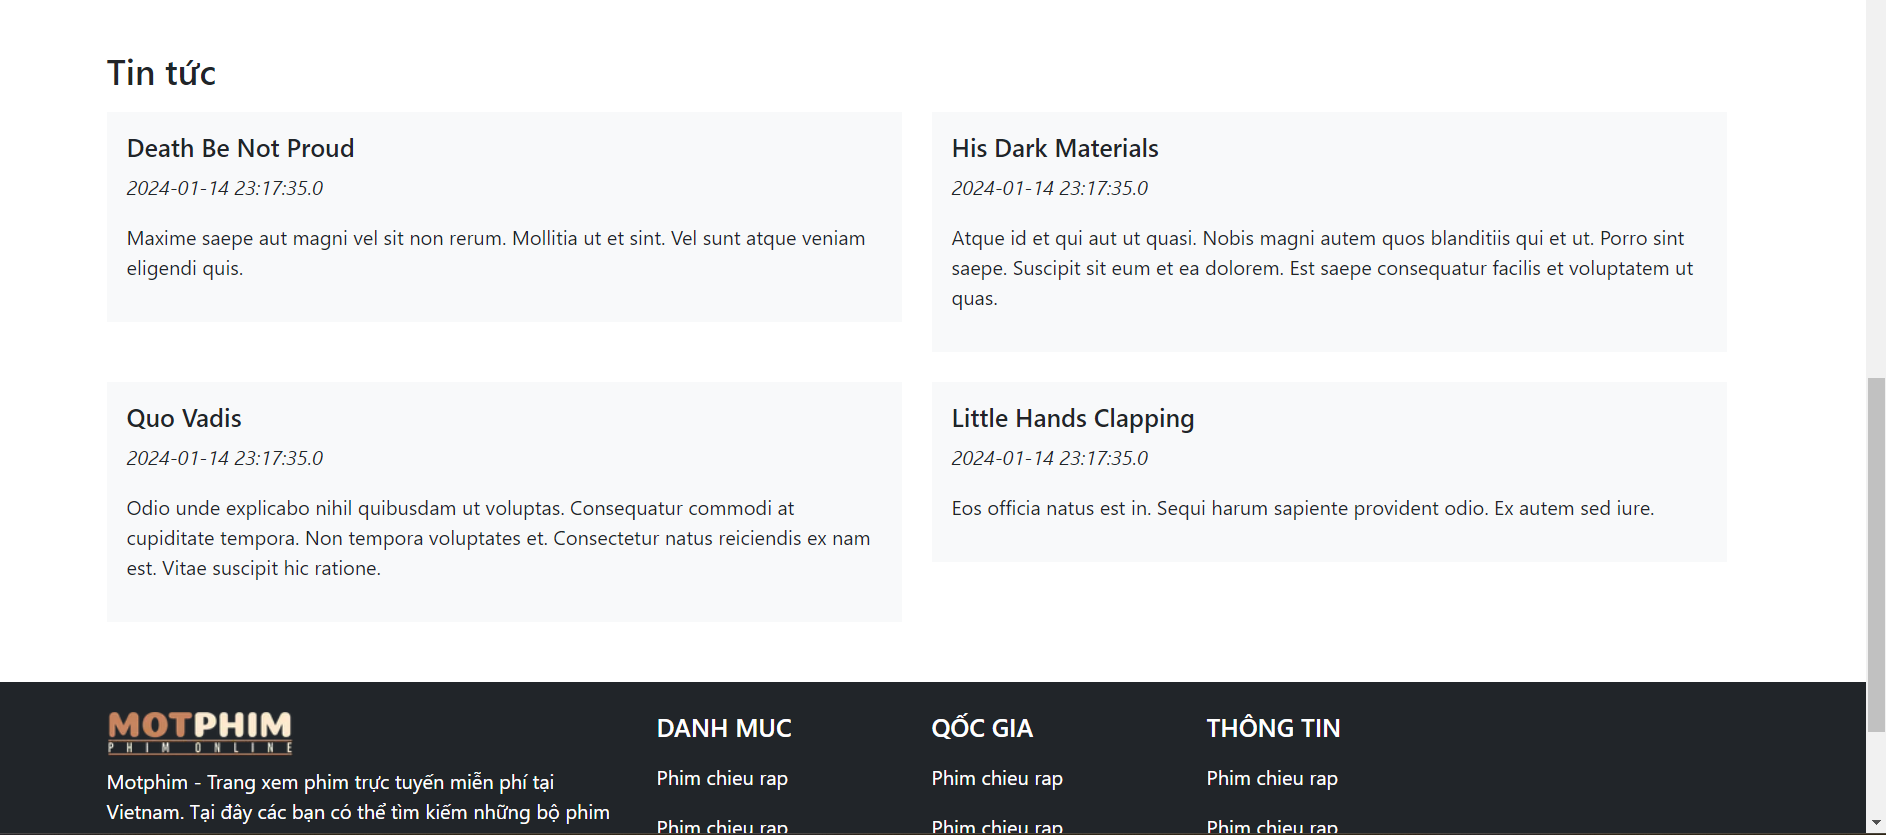 Tin tức
Death Be Not Proud
2024-01-14 23:17:35.0
Maxime saepe aut magni vel sit non rerum. Mollitia ut et sint. Vel sunt atque veniam
eligendi quis.
His Dark Materials
2024-01-14 23:17:35.0
Atque id et qui aut ut quasi. Nobis magni autem quos blanditiis qui et ut. Porro sint
saepe. Suscipit sit eum et ea dolorem. Est saepe consequatur facilis et voluptatem ut
quas.
Quo Vadis
2024-01-14 23:17:35.0
Odio unde explicabo nihil quibusdam ut voluptas. Consequatur commodi at
cupiditate tempora. Non tempora voluptates et. Consectetur natus reiciendis ex nam
est. Vitae suscipit hic ratione.
Little Hands Clapping
2024-01-14 23:17:35.0
Eos officia natus est in. Sequi harum sapiente provident odio. Ex autem sed iure.
MOTPHIM
PHIM ONLINE
Motphim - Trang xem phim trực tuyến miễn phí tại
Vietnam. Tại đây các bạn có thể tìm kiếm những bộ phim
DANH MUC
Phim chieu rap
Phim chieu rap
QỐC GIA
Phim chieu rap
Phim chieu rap
THÔNG TIN
Phim chieu rap
Phim chieu rap